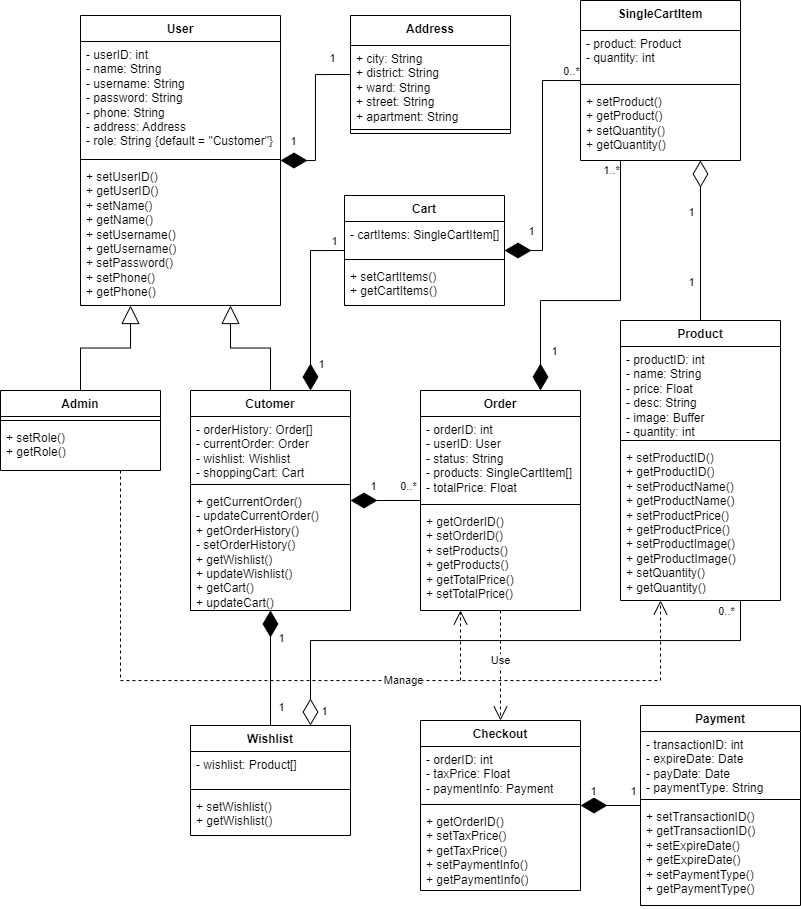 User
- userID: int
- name: String
- username: String
- password: String
- phone: String
- address: Address
- role: String {default = "Customer"}
+ setUserID()
+ getUserID()
+ setName()
+ getName()
+ setUsername()
+ getUsername()
+ setPassword()
+ setPhone()
+ getPhone()
1
1
Address
+ city: String
+ district: String
+ ward: String
+ street: String
+ apartment: String
SingleCartItem
- product: Product
- quantity: int
+ setProduct()
+ getProduct()
+ setQuantity()
+ getQuantity()
0..*
1..*
1
1
Cart
- cartItems: SingleCartItem[]
+ setCartItems()
+ getCartItems()
1
1
1
1
Product
- productID: int
- name: String
- price: Float
- desc: String
- image: Buffer
- quantity: int
+ setProductID()
+ getProductID()
+ setProductName()
+ getProductName()
+ setProductPrice()
+ getProductPrice()
+ setProductImage()
+ getProductImage()
+ setQuantity()
+ getQuantity()
0..*
Admin
+ setRole()
+ getRole()
Cutomer
- orderHistory: Order[]
- currentOrder: Order
- wishlist: Wishlist
- shoppingCart: Cart
+ getCurrentOrder()
- updateCurrentOrder()
+ getOrderHistory()
- setOrderHistory()
+ getWishlist()
+ updateWishlist()
+ getCart()
+ updateCart()
1
0..*
Order
- orderID: int
- userID: User
- status: String
- products: SingleCartItem[]
- totalPrice: Float
+ getOrderID()
+ setOrderID()
+ setProducts()
+ getProducts()
+ getTotalPrice()
+ setTotalPrice()
1
Use
Manage
1
1
Wishlist
- wishlist: Product[]
+ setWishlist()
+ getWishlist()
Checkout
- orderID: int
- taxPrice: Float
- paymentInfo: Payment
+ getOrderID()
+ setTaxPrice()
+ getTaxPrice()
+ setPaymentInfo()
+ getPaymentInfo()
1
1
Payment
- transactionID: int
- expireDate: Date
- payDate: Date
- paymentType: String
+ setTransactionID()
+ getTransactionID()
+ setExpireDate()
+ getExpireDate()
+ setPaymentType()
+ getPaymentType()